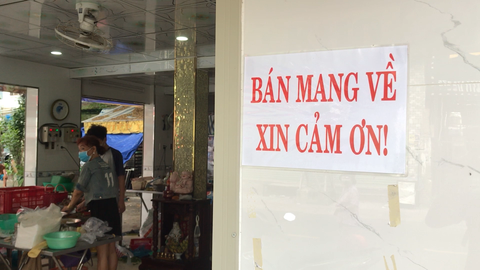 BÁN MANG VỀ
XIN CẢM ƠN!